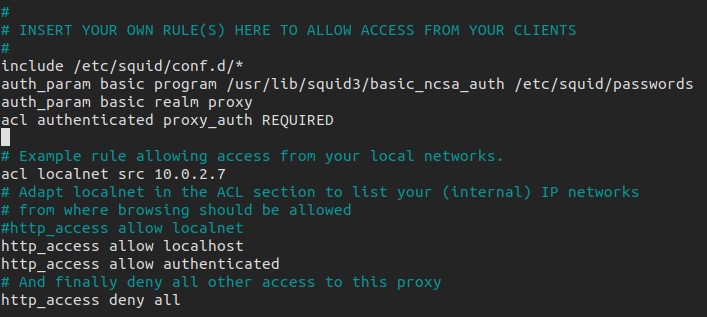 #
# INSERT YOUR OWN RULE(S) HERE TO ALLOW ACCESS FROM YOUR CLIENTS
#
include /etc/squid/conf.d/*
auth_param basic program /usr/lib/squid3/basic_ncsa_auth /etc/squid/passwords
auth_param basic realm proxy
acl authenticated proxy_auth REQUIRED
# Example rule allowing access from your local networks.
acl localnet src 10.0.2.7
# Adapt localnet in the ACL section to list your (internal) IP networks
# from where browsing should be allowed
#http_access allow localnet
http_access allow localhost
http_access allow authenticated
# And finally deny all other access to this proxy
http_access deny all